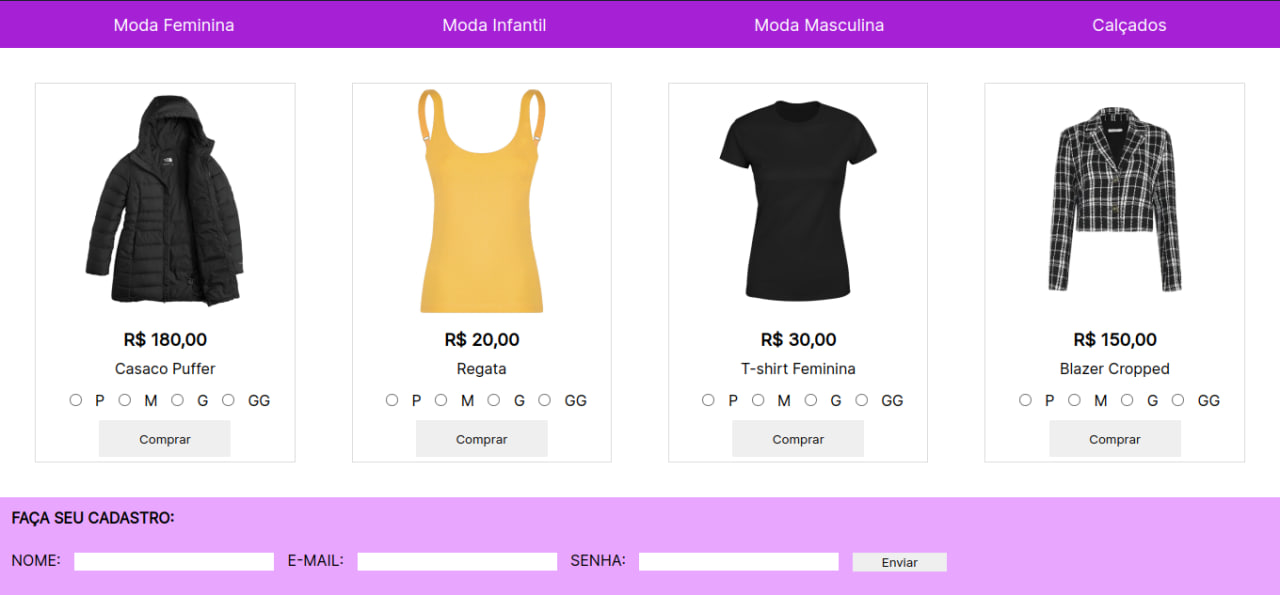 Moda Feminina Moda Infantil Moda Masculina Calçados
R$ 180,00 R$ 20,00 R$ 30,00 R$ 150,00
Casaco Puffer Regata T-shirt Feminina Blazer Cropped
P M G GG P M G GG P M G GG P M G GG
Comprar Comprar Comprar Comprar
FAÇA SEU CADASTRO:
NOME: E-MAIL: SENHA: Enviar